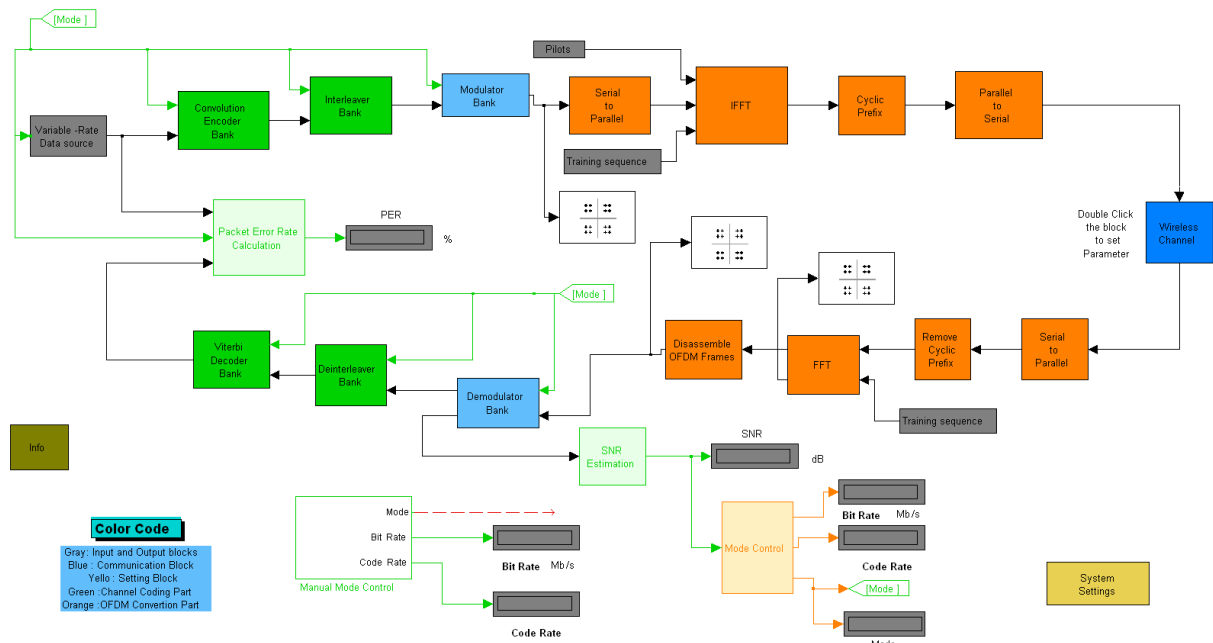 [Mode ]
Pilots
Variable -Rate
Data source
Convolution
Encoder
Bank
Interleaver
Bank
Modulator
Bank
Serial
to
Parallel
IFFT
Cyclic
Prefix
Parallel
to
Serial
Training sequence
Packet Error Rate
Calculation
PER
%
Double Click
the block
to set
Parameter
Wireless
Channel
[Mode ]
Viterbi
Decoder
Bank
Deinterleaver
Bank
Demodulator
Bank
Disassemble
OFDM Frames
FFT
Remove
Cyclic
Prefix
Serial
to
Parallel
Training sequence
Info
SNR
Estimation
SNR
dB
Color Code
Gray: Input and Output blocks
Blue : Communication Block
Yello : Setting Block
Green :Channel Coding Part
Orange :OFDM Convertion Part
Mode
Bit Rate
Code Rate
Manual Mode Control
Bit Rate Mb/s
Code Rate
Mode Control
Bit Rate Mb/s
Code Rate
[Mode ]
Mode
System
Settings